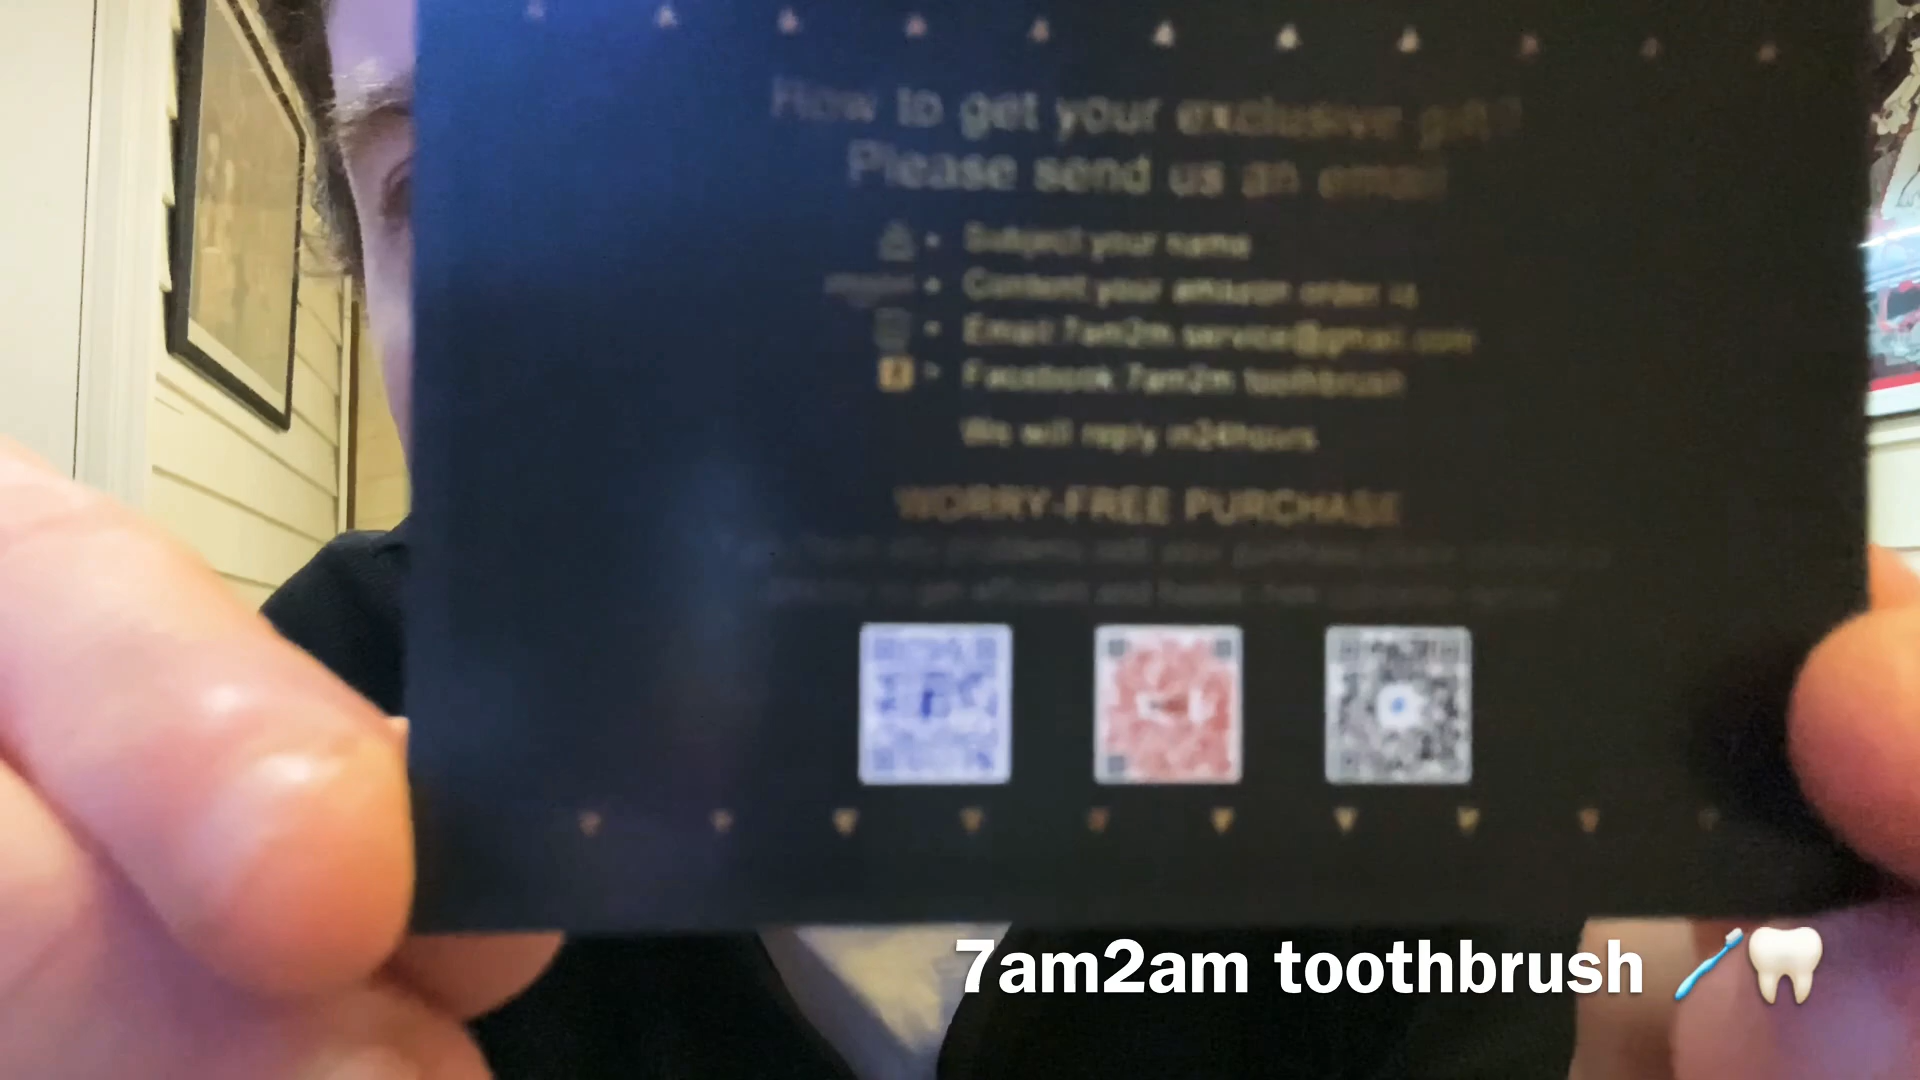 How to get your exclusive gift?
Please send us an email
Subject your name
Content your amazon order id
Email 7am2m.service@gmail.com
Facebook 7am2m toothbrush
We will reply in24hours
WORRY-FREE PURCHASE
7am2am toothbrush 🪥🦷